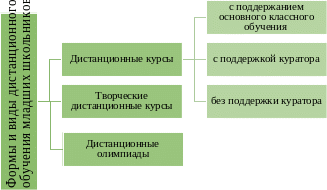 Формы и виды дистанционного
обучения младших школьников
Дистанционные курсы
с поддержанием
основного классного
обучения
с поддержкой куратора
без поддержки куратора
Творческие
дистанционные курсы
Дистанционные
олимпиады